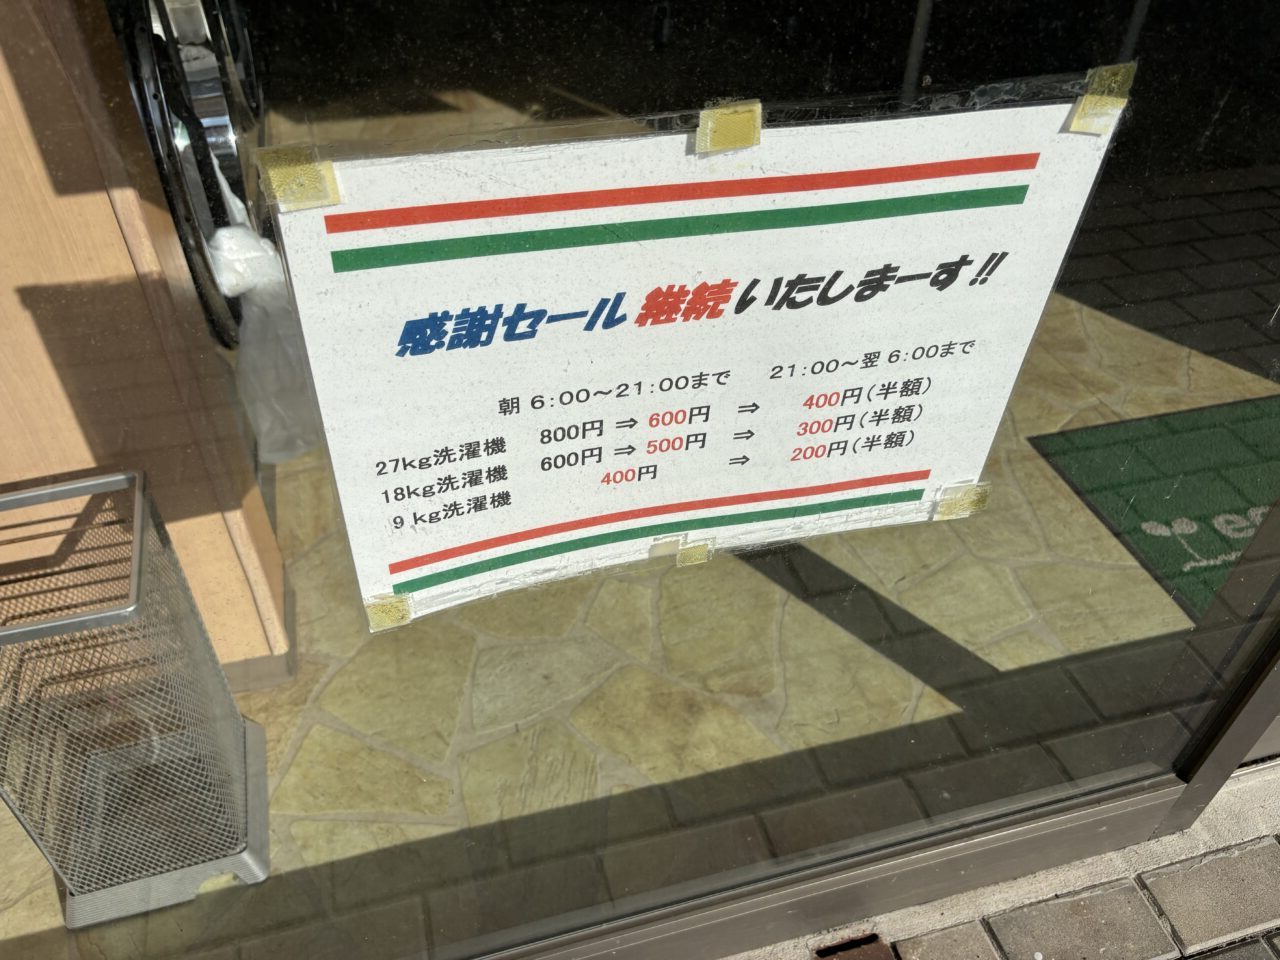 感謝セール 継続 いたしまーす!!
朝 6:00〜21:00まで 21:00〜翌 6:00まで
27kg洗濯機 800円 ⇒ 600円 ⇒ 400円(半額)
18kg洗濯機 600円 ⇒ 500円 ⇒ 300円(半額)
9 kg洗濯機 400円 ⇒ 200円(半額)